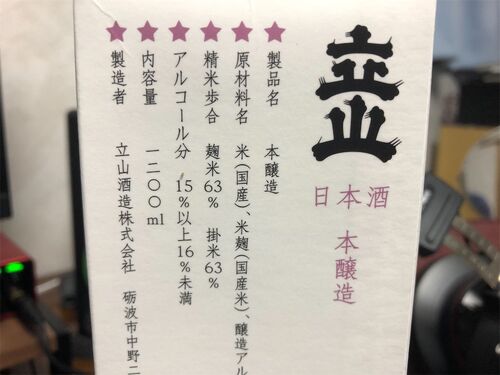 立山
日本酒
本醸造
★製品名 本醸造
★原材料名 米(国産)、米麹(国産米)、醸造アル
★精米歩合 麹米63% 掛米63%
★アルコール分 15%以上16%未満
★内容量 一二〇〇ml
★製造者 立山酒造株式会社 砺波市中野二